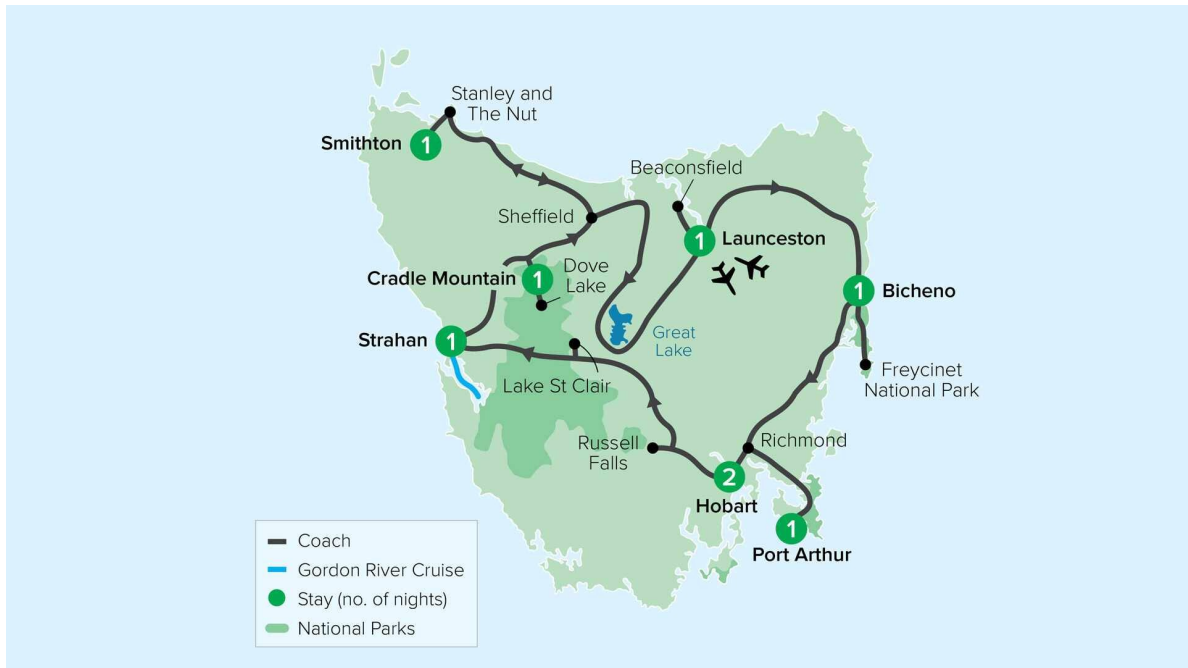 Stanley and
The Nut
Smithton
1
Beaconsfield
Sheffield
1
Launceston
Cradle Mountain
1
Dove
Lake
1
Bicheno
Strahan
1
Great
Lake
Lake St Clair
Freycinet
National Park
Russell
Falls
Richmond
2
Hobart
1
Port Arthur
Coach
Gordon River Cruise
Stay (no. of nights)
National Parks